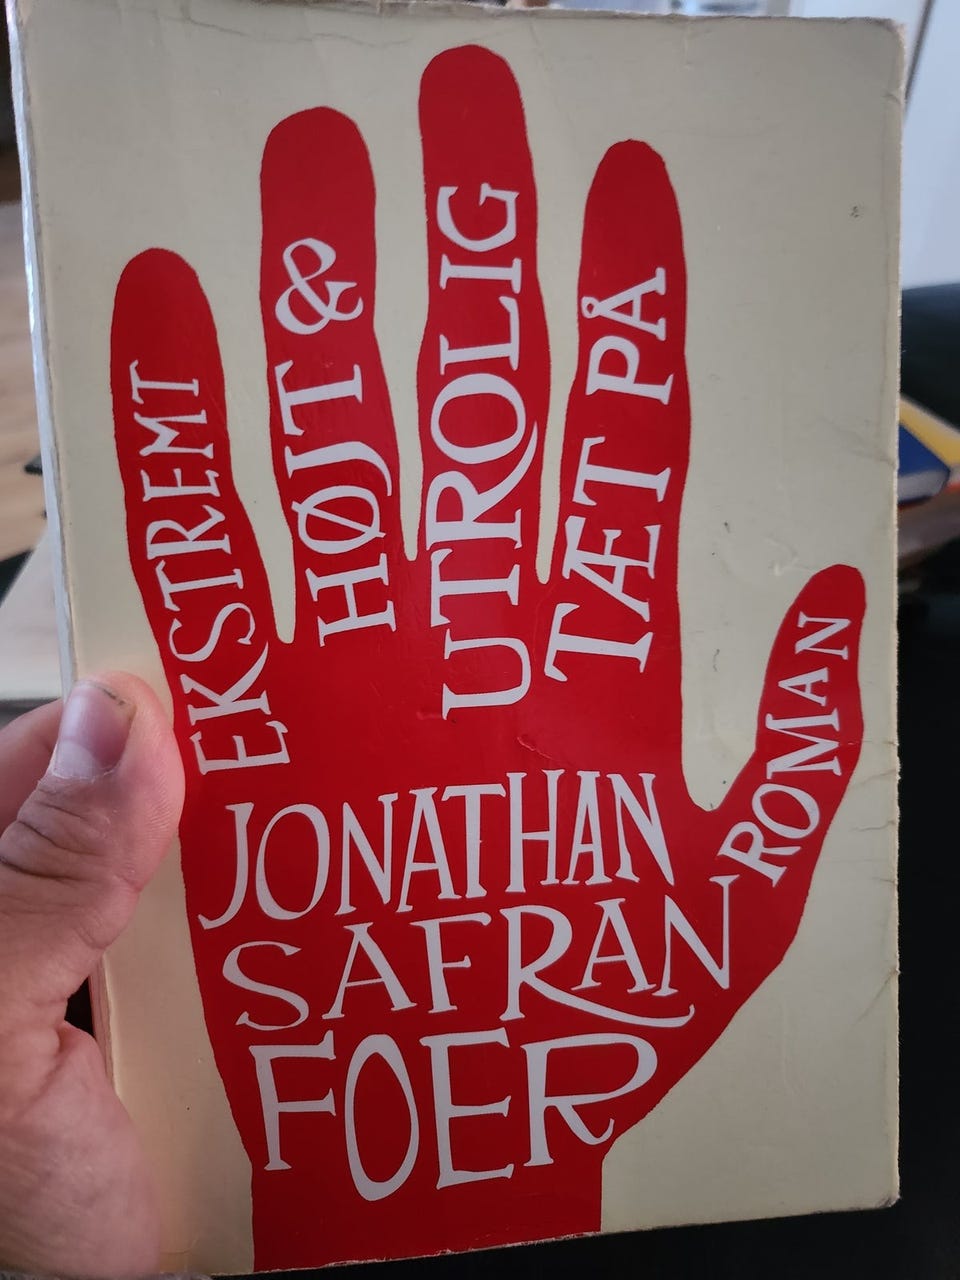 EKSTREMT
HØJT &
UTROLIG
TÆT PÅ
ROMAN
JONATHAN
SAFRAN
FOER